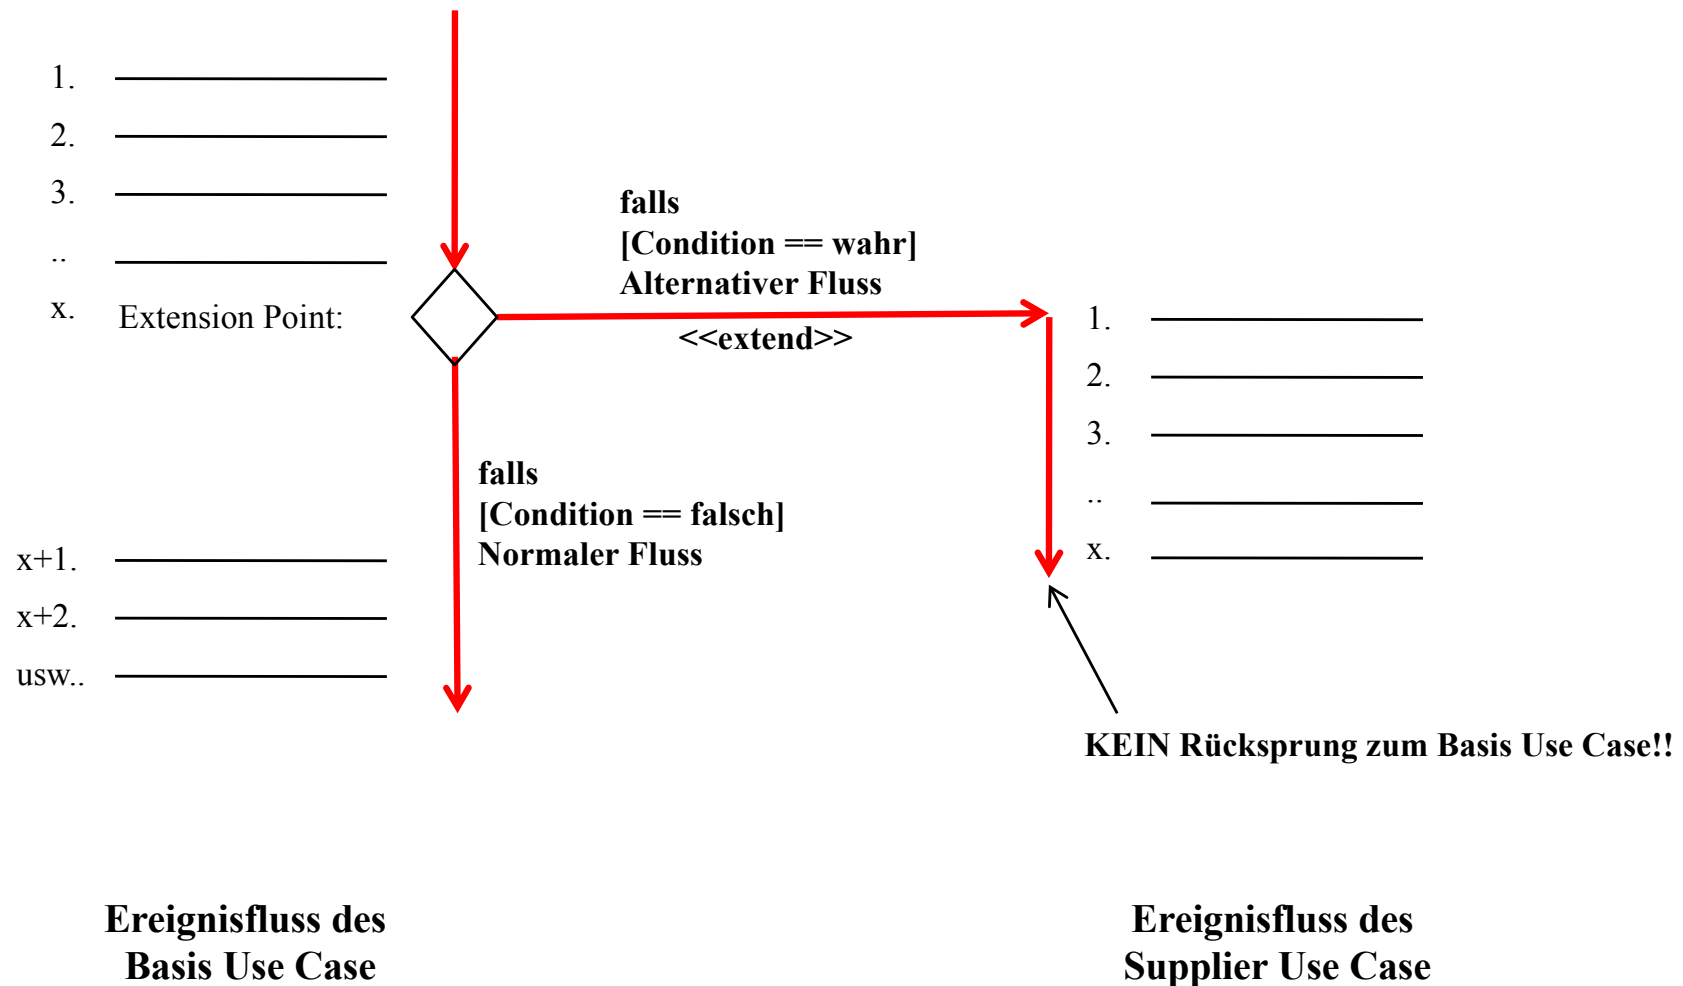 1.
2.
3.
..
x. Extension Point:
falls
[Condition == wahr]
Alternativer Fluss
<<extend>>
falls
[Condition == falsch]
Normaler Fluss
x+1.
x+2.
usw..
1.
2.
3.
..
x.
KEIN Rücksprung zum Basis Use Case!!
Ereignisfluss des
Basis Use Case
Ereignisfluss des
Supplier Use Case